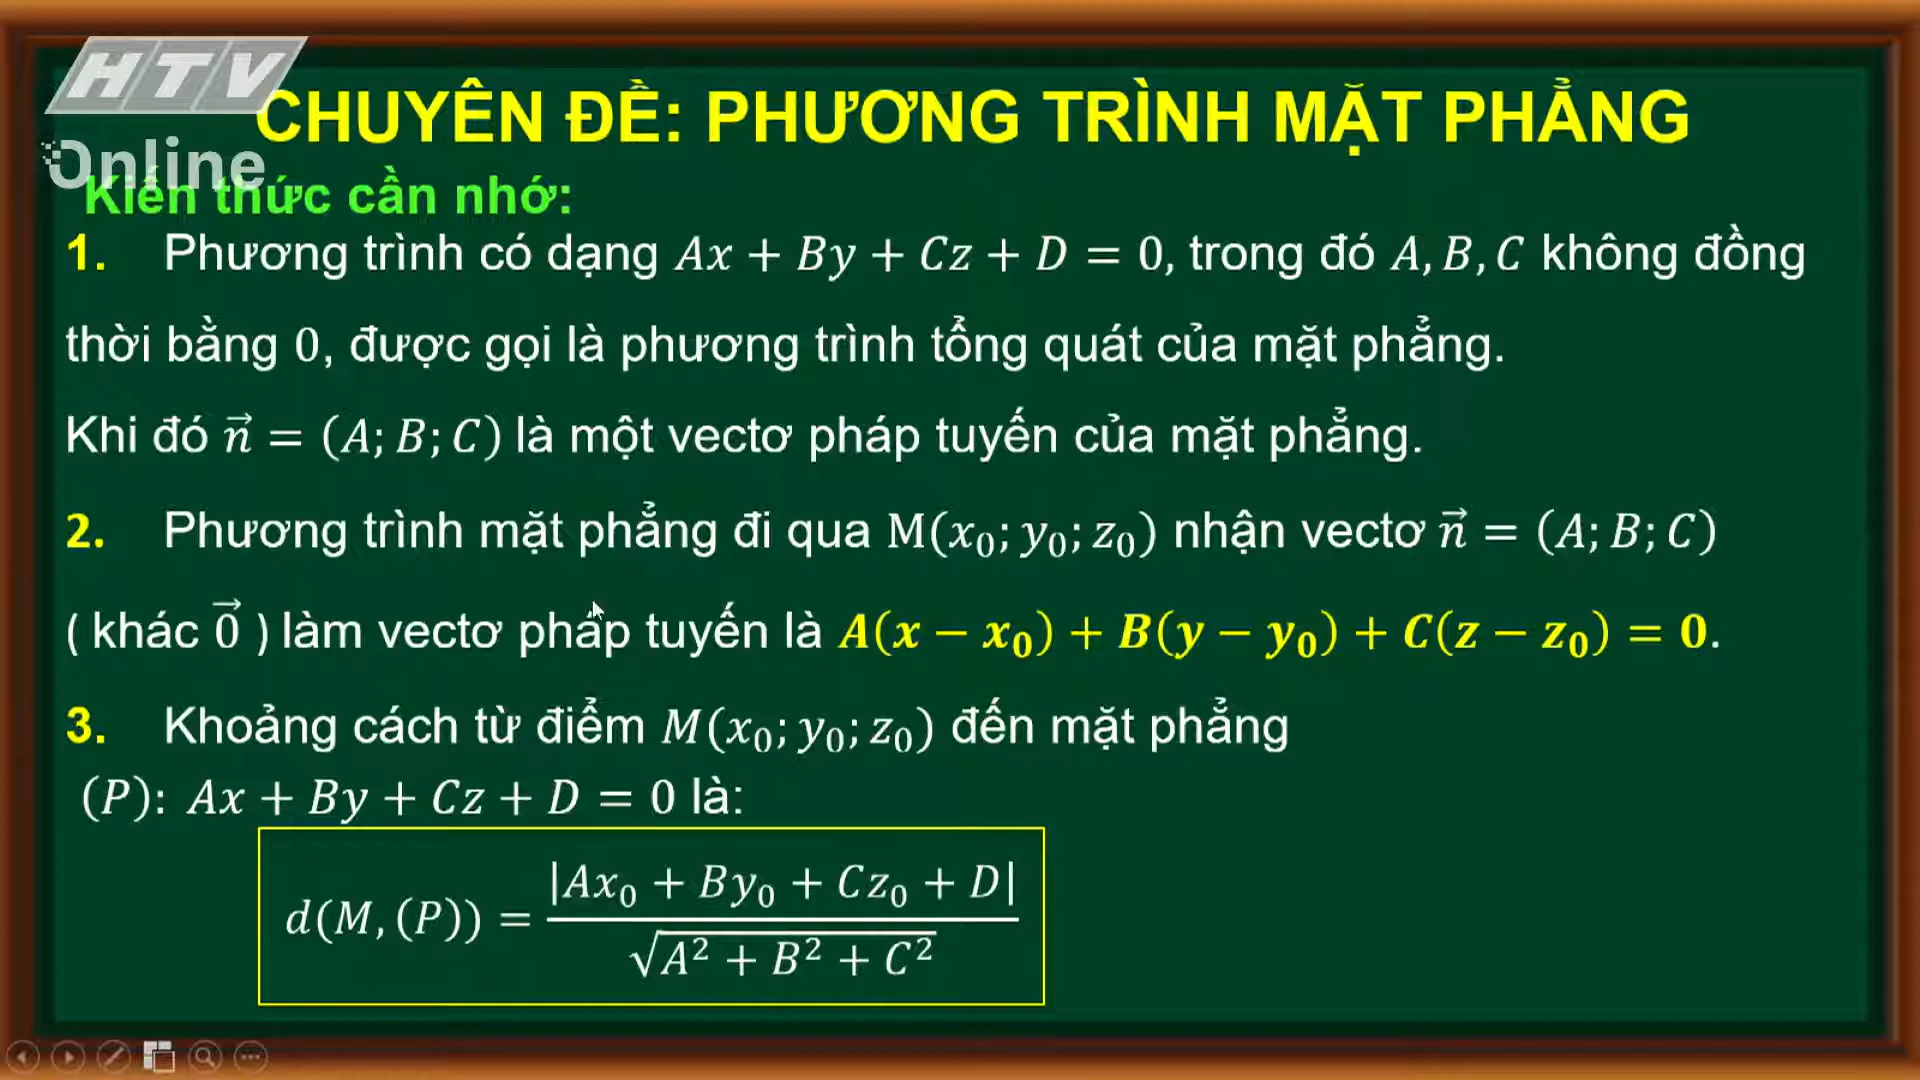 HTV
Online
CHUYÊN ĐỀ: PHƯƠNG TRÌNH MẶT PHẲNG
Kiến thức cần nhớ:
1. Phương trình có dạng Ax + By + Cz + D = 0, trong đó A, B, C không đồng
thời bằng 0, được gọi là phương trình tổng quát của mặt phẳng.
Khi đó n⃗ = (A; B; C) là một vectơ pháp tuyến của mặt phẳng.
2. Phương trình mặt phẳng đi qua M(x₀; y₀; z₀) nhận vectơ n⃗ = (A; B; C)
( khác 0⃗ ) làm vectơ pháp tuyến là A(x − x₀) + B(y − y₀) + C(z − z₀) = 0.
3. Khoảng cách từ điểm M(x₀; y₀; z₀) đến mặt phẳng
(P): Ax + By + Cz + D = 0 là:
d(M, (P)) = |Ax₀ + By₀ + Cz₀ + D| / √(A² + B² + C²)